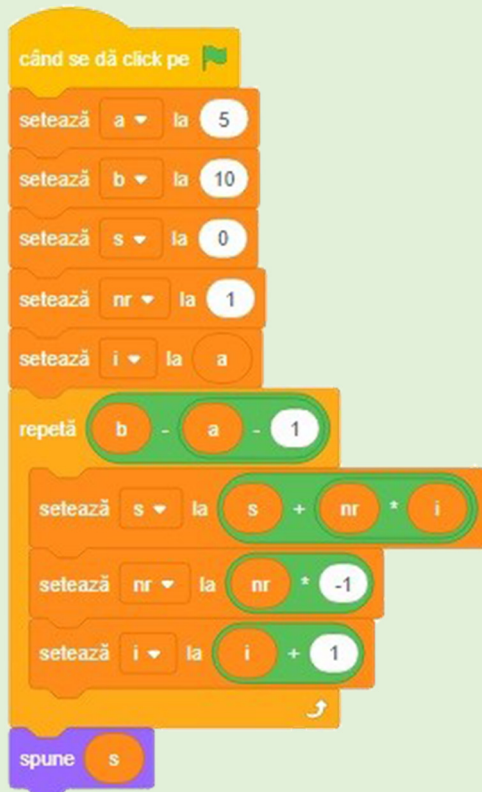 când se dă click pe
setează a la 5
setează b la 10
setează s la 0
setează nr la 1
setează i la a
repetă b - a - 1
setează s la s + nr * i
setează nr la nr * -1
setează i la i + 1
spune s